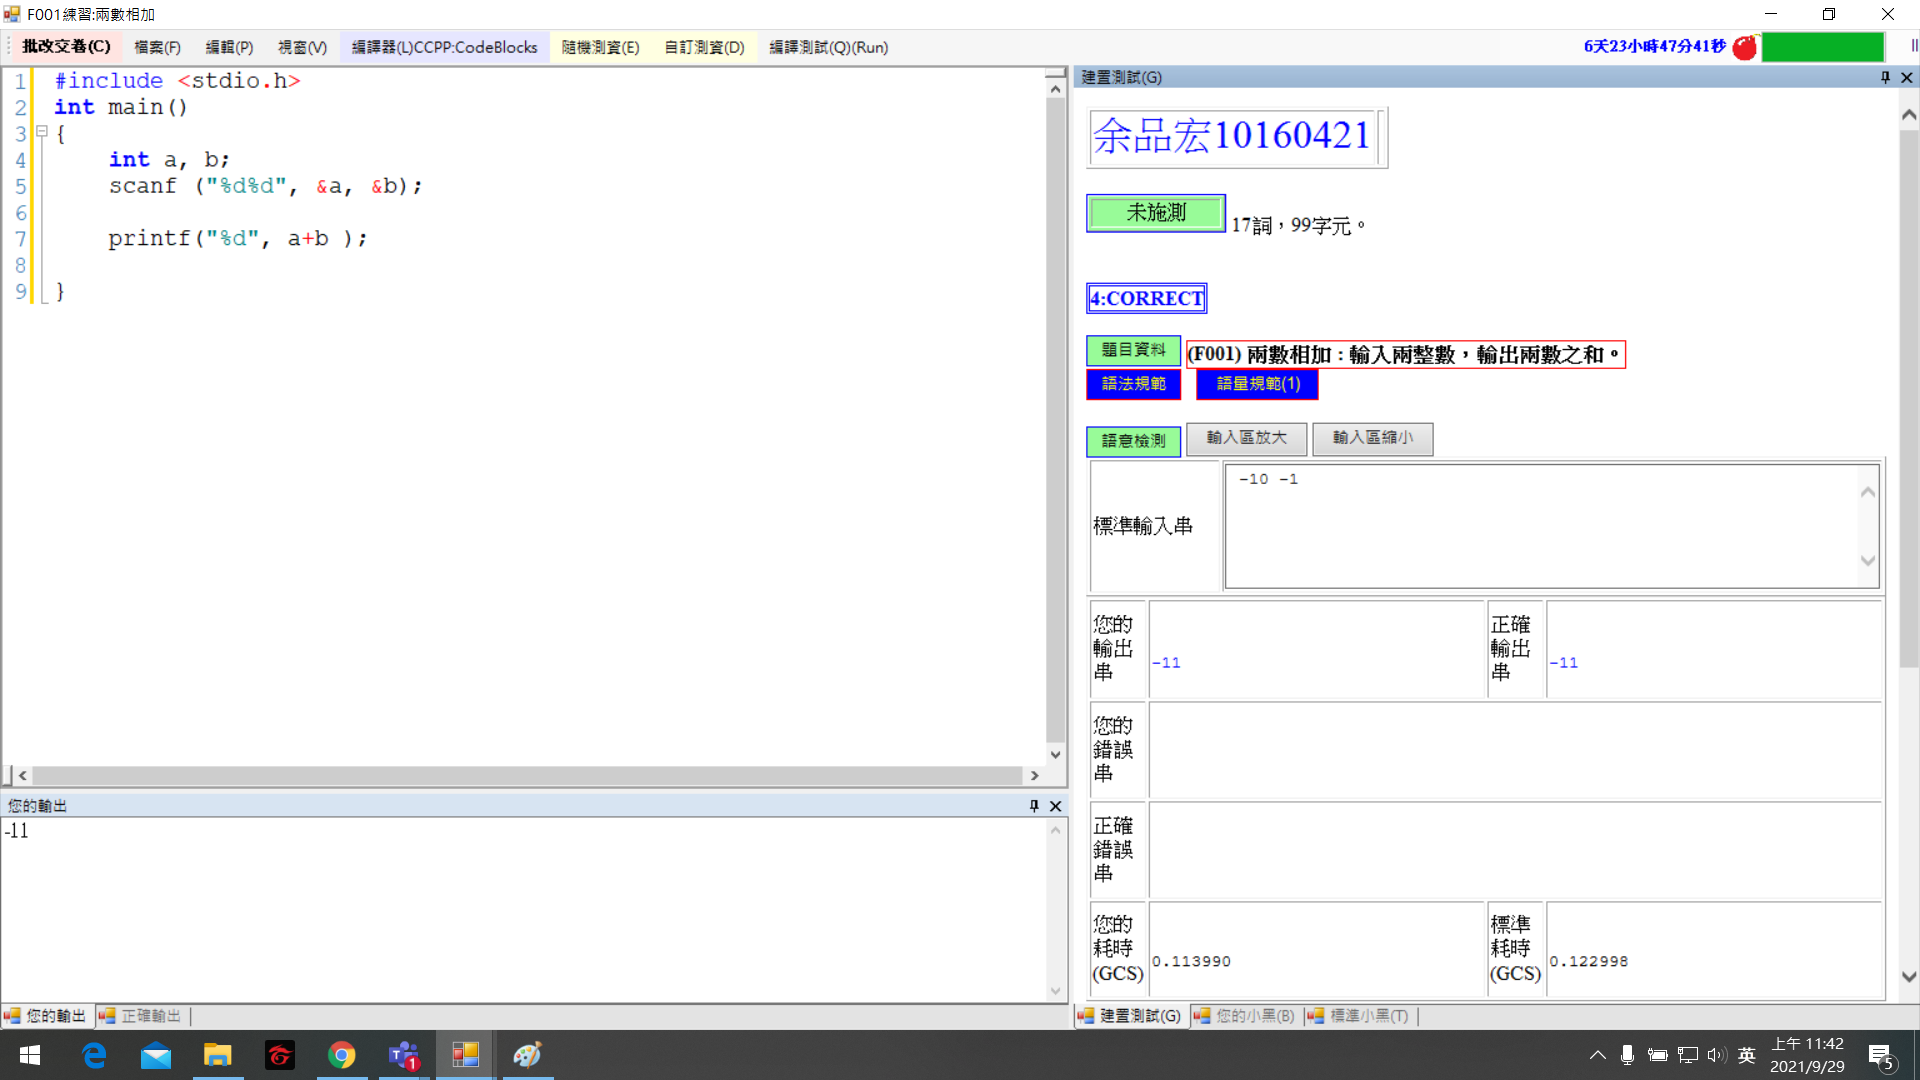 F001練習:兩數相加
批改交卷(C) 檔案(F) 編輯(P) 視窗(V) 編譯器(L)CCPP:CodeBlocks 隨機測資(E) 自訂測資(D) 編譯測試(Q)(Run) 6天23小時47分41秒
1 #include <stdio.h>
2 int main()
3 {
4 int a, b;
5 scanf ("%d%d", &a, &b);
6
7 printf("%d", a+b );
8
9 }
您的輸出
-11
您的輸出 正確輸出
建置測試(G)
余品宏10160421
未施測 17詞，99字元。
4:CORRECT
題目資料 (F001) 兩數相加：輸入兩整數，輸出兩數之和。
語法規範 語量規範(1)
語意檢測 輸入區放大 輸入區縮小
標準輸入串 -10 -1
您的輸出串 -11 正確輸出串 -11
您的錯誤串
正確錯誤串
您的耗時(GCS) 0.113990 標準耗時(GCS) 0.122998
建置測試(G) 您的小黑(B) 標準小黑(T)
1
英
上午 11:42
2021/9/29
5